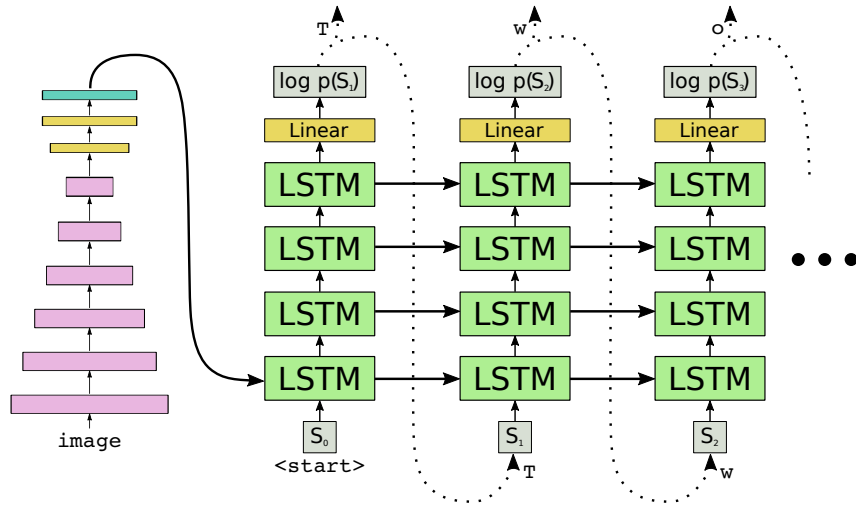 T w o
log p(S₁) log p(S₂) log p(S₃)
Linear Linear Linear
LSTM LSTM LSTM
LSTM LSTM LSTM
LSTM LSTM LSTM
LSTM LSTM LSTM
image S₀ S₁ S₂
<start> T w